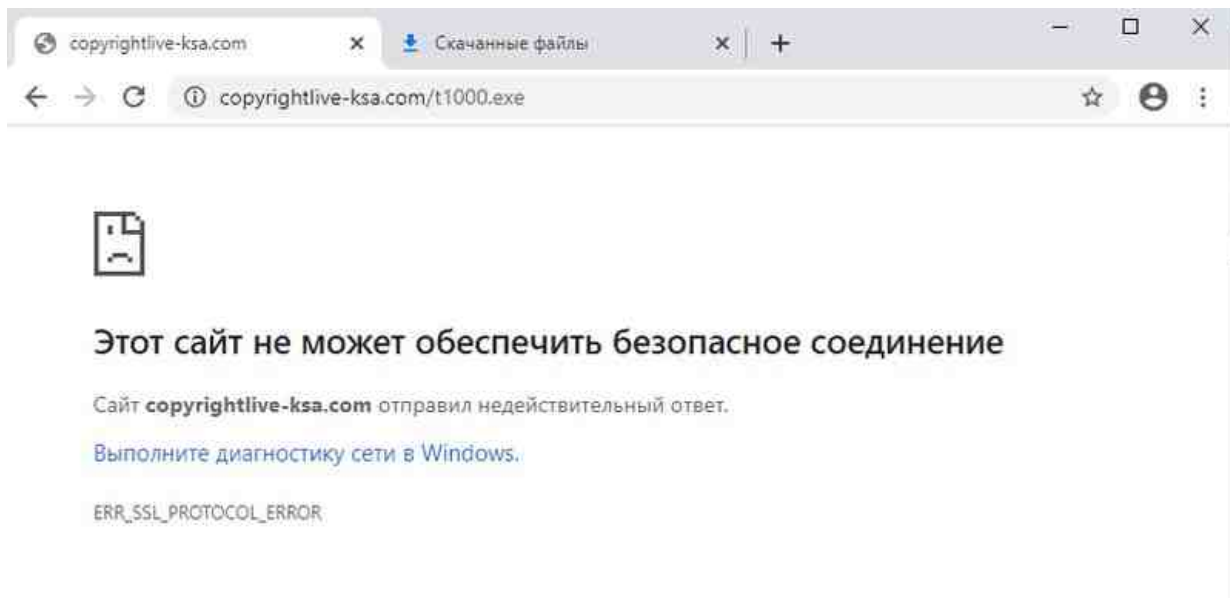 copyrightlive-ksa.com
Скачанные файлы
copyrightlive-ksa.com/t1000.exe
Этот сайт не может обеспечить безопасное соединение
Сайт copyrightlive-ksa.com отправил недействительный ответ.
Выполните диагностику сети в Windows.
ERR_SSL_PROTOCOL_ERROR